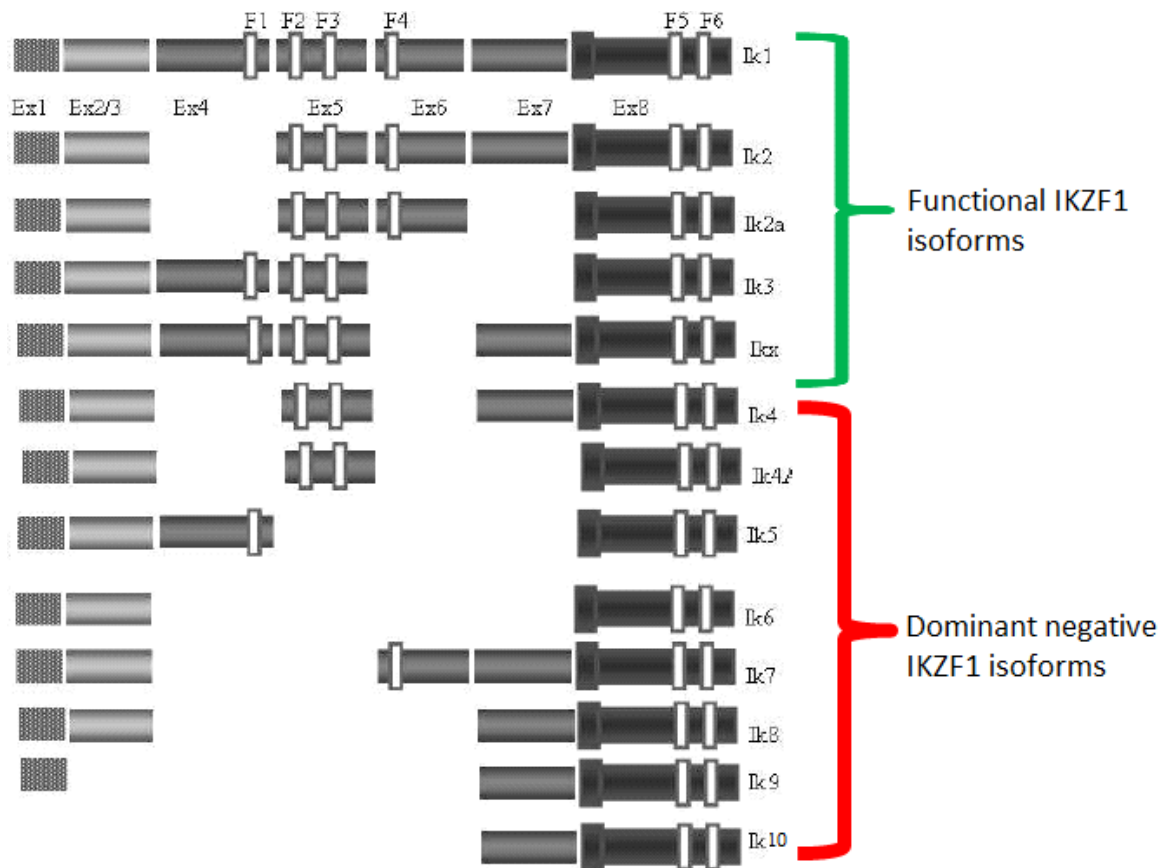 F1 F2 F3 F4 F5 F6
Ik1
Ex1 Ex2/3 Ex4 Ex5 Ex6 Ex7 Ex8
Ik2
Ik2a
Ik3
Ikx
Ik4
Ik4A
Ik5
Ik6
Ik7
Ik8
Ik9
Ik10
Functional IKZF1
isoforms
Dominant negative
IKZF1 isoforms